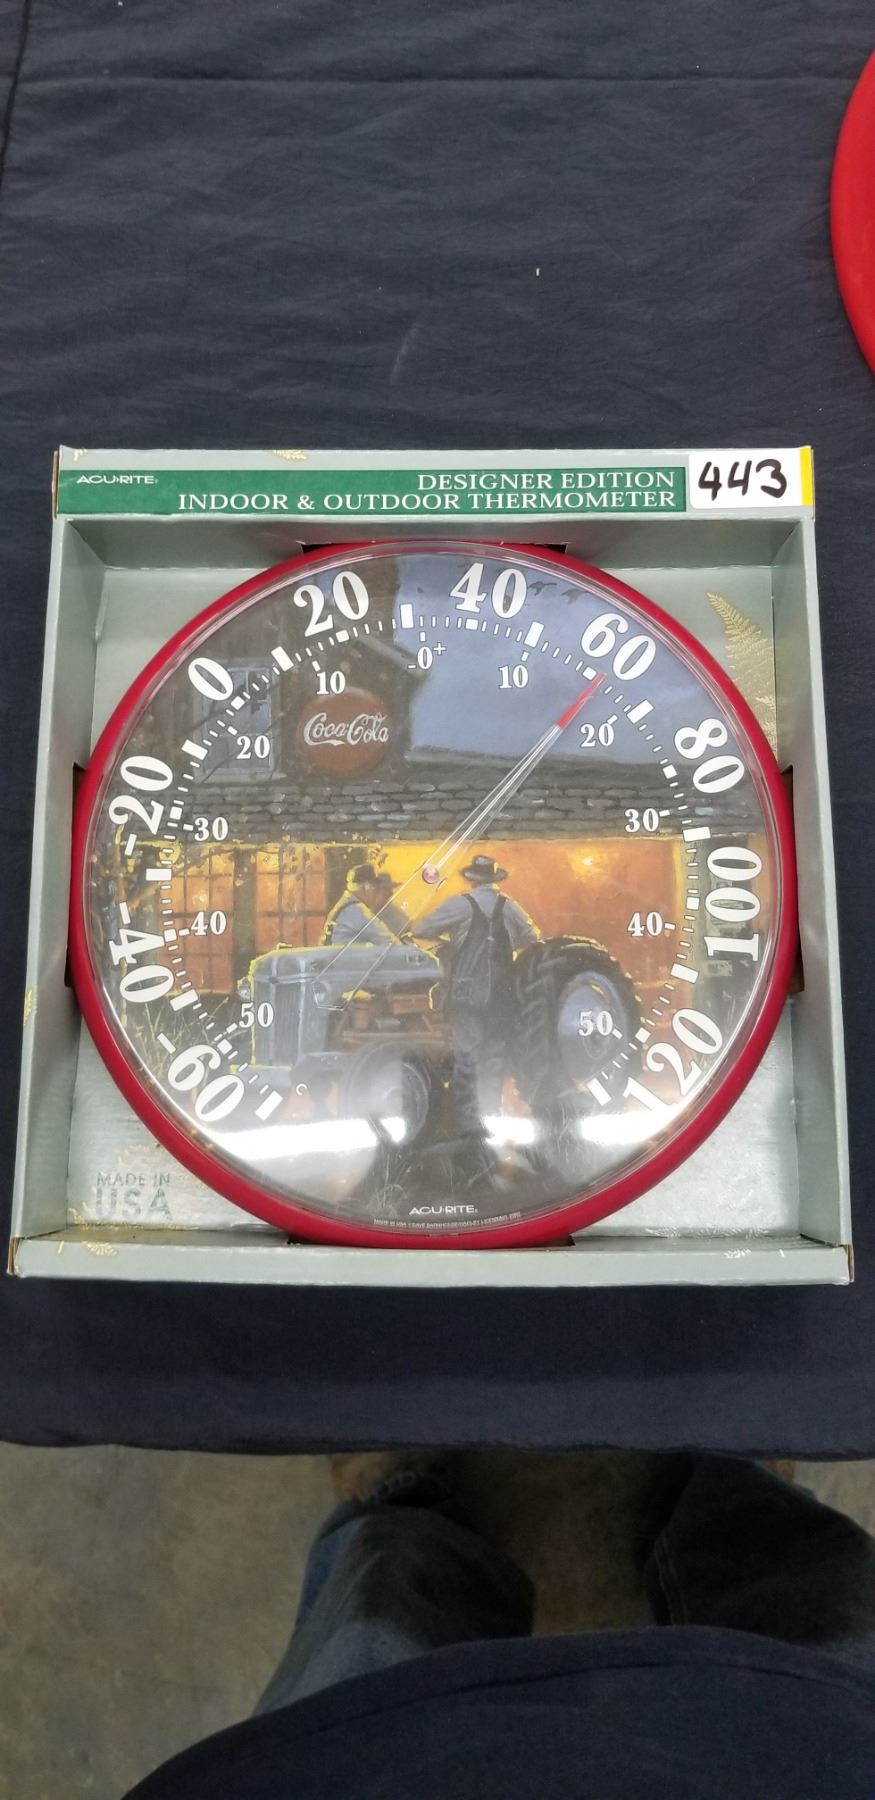 ACU·RITE
DESIGNER EDITION
INDOOR & OUTDOOR THERMOMETER
443
-60 -40 -20 0 20 40 60 80 100 120
50 40 -30 20 10 -0+ 10 20 30 40 50
Coca-Cola
C
MADE IN
USA
ACU·RITE